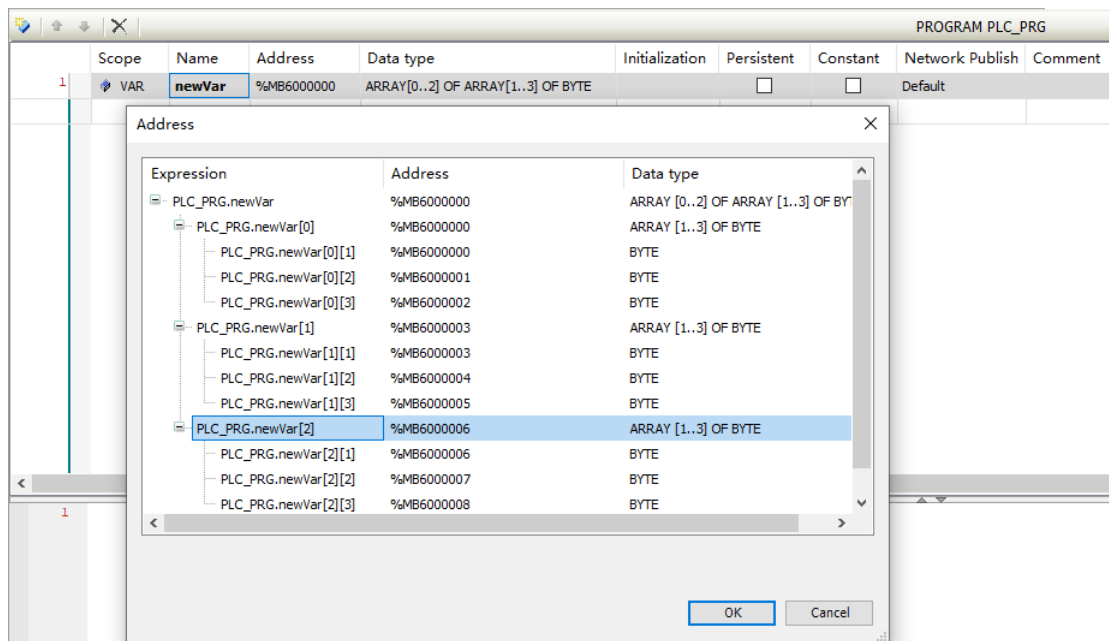 PROGRAM PLC_PRG
Scope Name Address Data type Initialization Persistent Constant Network Publish Comment
1 VAR newVar %MB6000000 ARRAY[0..2] OF ARRAY[1..3] OF BYTE Default
Address
Expression Address Data type
PLC_PRG.newVar %MB6000000 ARRAY [0..2] OF ARRAY [1..3] OF BYT
PLC_PRG.newVar[0] %MB6000000 ARRAY [1..3] OF BYTE
PLC_PRG.newVar[0][1] %MB6000000 BYTE
PLC_PRG.newVar[0][2] %MB6000001 BYTE
PLC_PRG.newVar[0][3] %MB6000002 BYTE
PLC_PRG.newVar[1] %MB6000003 ARRAY [1..3] OF BYTE
PLC_PRG.newVar[1][1] %MB6000003 BYTE
PLC_PRG.newVar[1][2] %MB6000004 BYTE
PLC_PRG.newVar[1][3] %MB6000005 BYTE
PLC_PRG.newVar[2] %MB6000006 ARRAY [1..3] OF BYTE
PLC_PRG.newVar[2][1] %MB6000006 BYTE
PLC_PRG.newVar[2][2] %MB6000007 BYTE
PLC_PRG.newVar[2][3] %MB6000008 BYTE
1
OK Cancel